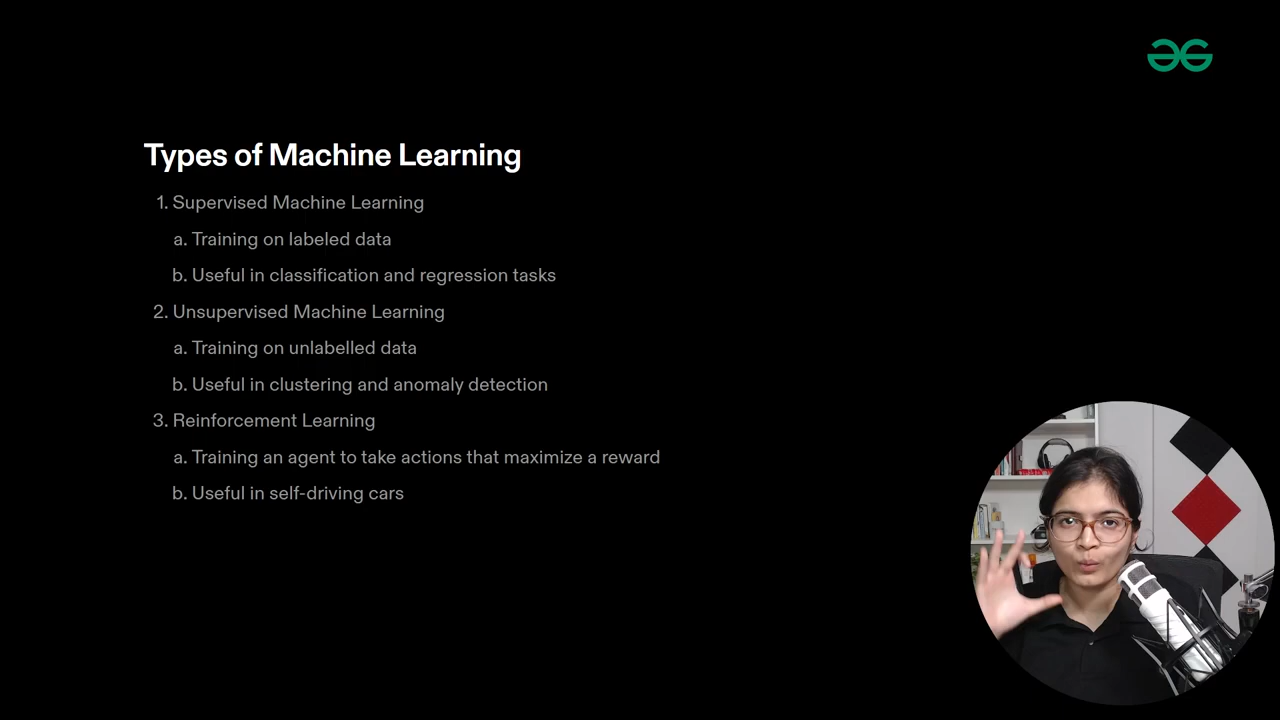 Types of Machine Learning
1. Supervised Machine Learning
a. Training on labeled data
b. Useful in classification and regression tasks
2. Unsupervised Machine Learning
a. Training on unlabelled data
b. Useful in clustering and anomaly detection
3. Reinforcement Learning
a. Training an agent to take actions that maximize a reward
b. Useful in self-driving cars